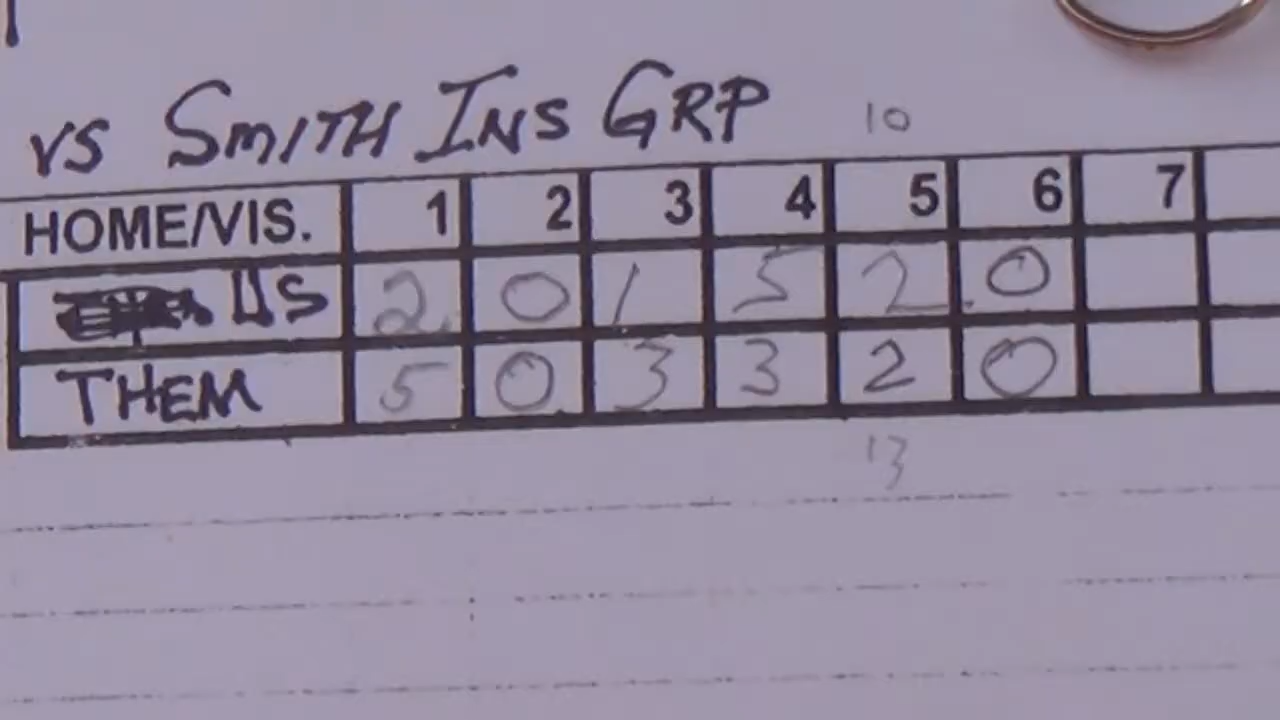 vs SMITH INS GRP 10
HOME/VIS. 1 2 3 4 5 6 7
US 2 0 1 5 2 0
THEM 5 0 3 3 2 0
13